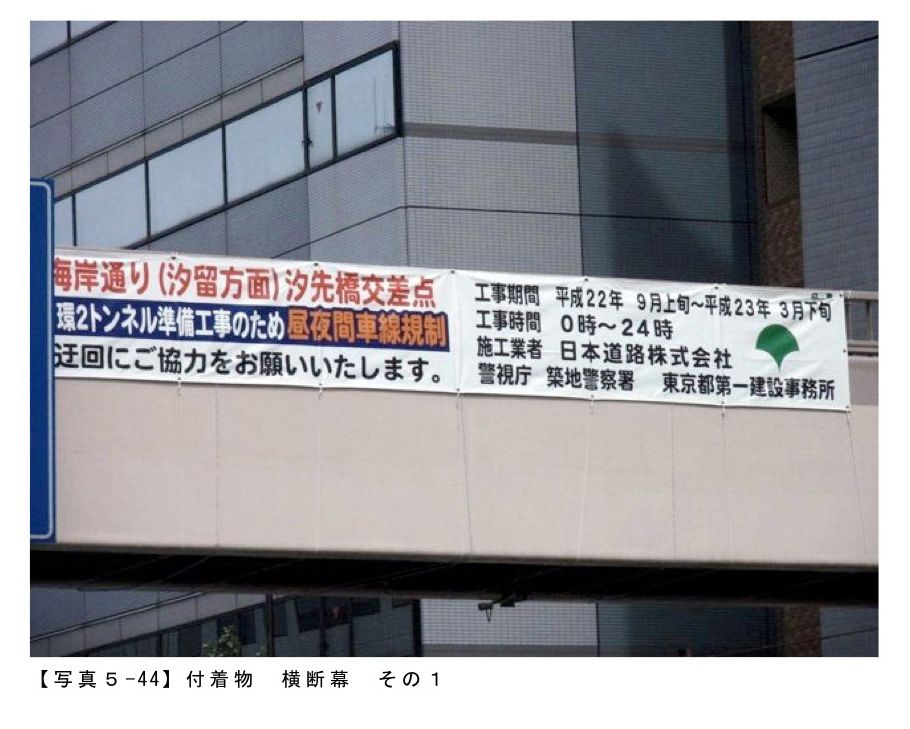 海岸通り(汐留方面)汐先橋交差点
環2トンネル準備工事のため昼夜間車線規制
迂回にご協力をお願いいたします。
工事期間 平成22年 9月上旬~平成23年 3月下旬
工事時間 0時~24時
施工業者 日本道路株式会社
警視庁 築地警察署 東京都第一建設事務所
【写真5-44】付着物 横断幕 その1